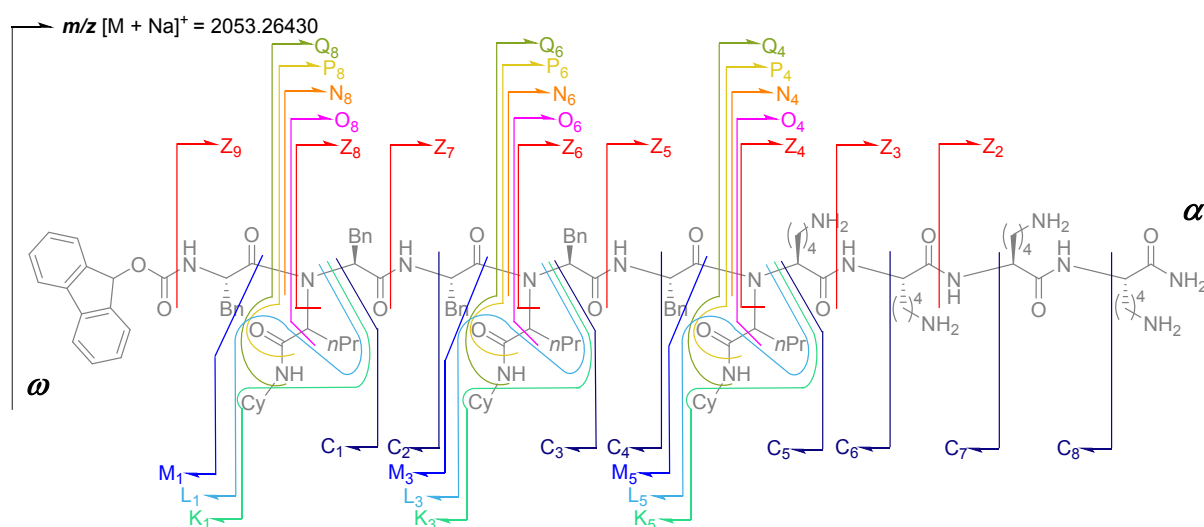 m/z [M + Na]⁺ = 2053.26430
Q₈ Q₆ Q₄
P₈ P₆ P₄
N₈ N₆ N₄
O₈ O₆ O₄
Z₉ Z₈ Z₇ Z₆ Z₅ Z₄ Z₃ Z₂
α
NH₂ NH₂
( )₄ ( )₄
O Bn O Bn O O O
O H N N H N N H N N H N N H H N NH₂
O Bn O Bn O Bn O ( )₄ O ( )₄
NH₂ NH₂
O nPr O nPr O nPr
NH NH NH
ω Cy Cy Cy
C₁ C₂ C₃ C₄ C₅ C₆ C₇ C₈
M₁ M₃ M₅
L₁ L₃ L₅
K₁ K₃ K₅